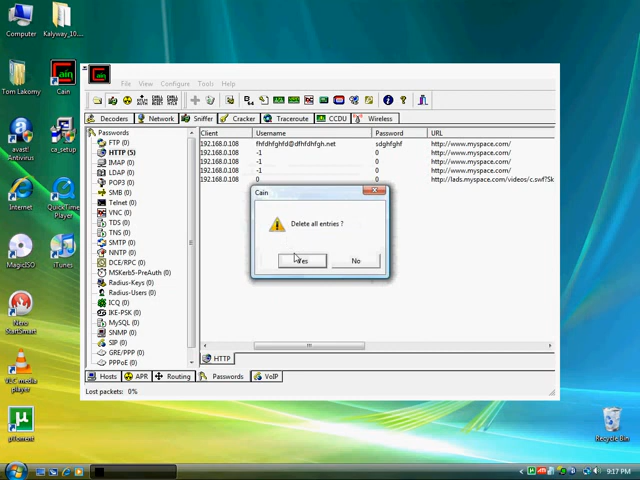 Computer
Kalyway_10....
Tom Lakomy
Cain
avast! Antivirus
ca_setup
Internet
QuickTime Player
MagicISO
iTunes
Nero StartSmart
VLC media player
µTorrent
Recycle Bin
Cain
File View Configure Tools Help
Decoders Network Sniffer Cracker Traceroute CCDU Wireless
Passwords
FTP (0)
HTTP (5)
IMAP (0)
LDAP (0)
POP3 (0)
SMB (0)
Telnet (0)
VNC (0)
TDS (0)
TNS (0)
SMTP (0)
NNTP (0)
DCE/RPC (0)
MSKerb5-PreAuth (0)
Radius-Keys (0)
Radius-Users (0)
ICQ (0)
IKE-PSK (0)
MySQL (0)
SNMP (0)
SIP (0)
GRE/PPP (0)
PPPoE (0)
Client Username Password URL
192.168.0.108 fhfdhfghfd@dfhfdhfgh.net sdghfghf http://www.myspace.com/
192.168.0.108 -1 0 http://www.myspace.com/
192.168.0.108 -1 0 http://www.myspace.com/
192.168.0.108 -1 0 http://www.myspace.com/
192.168.0.108 0 http://lads.myspace.com/videos/c.swf?Sk
Cain
Delete all entries ?
Yes No
HTTP
Hosts APR Routing Passwords VoIP
Lost packets: 0%
9:17 PM